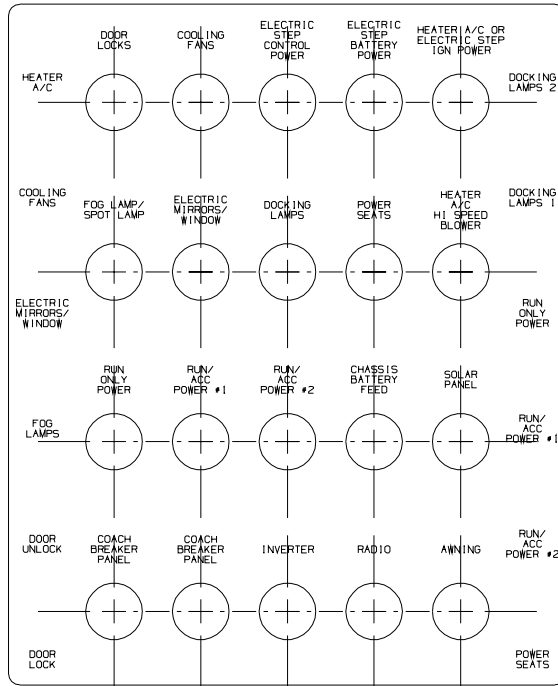 DOOR
LOCKS
COOLING
FANS
ELECTRIC
STEP
CONTROL
POWER
ELECTRIC
STEP
BATTERY
POWER
HEATER A/C OR
ELECTRIC STEP
IGN POWER
HEATER
A/C
DOCKING
LAMPS 2
COOLING
FANS
FOG LAMP/
SPOT LAMP
ELECTRIC
MIRRORS/
WINDOW
DOCKING
LAMPS
POWER
SEATS
HEATER
A/C
HI SPEED
BLOWER
DOCKING
LAMPS 1
ELECTRIC
MIRRORS/
WINDOW
RUN
ONLY
POWER
RUN
ONLY
POWER
RUN/
ACC
POWER #1
RUN/
ACC
POWER #2
CHASSIS
BATTERY
FEED
SOLAR
PANEL
FOG
LAMPS
RUN/
ACC
POWER #1
DOOR
UNLOCK
COACH
BREAKER
PANEL
COACH
BREAKER
PANEL
INVERTER
RADIO
AWNING
RUN/
ACC
POWER #2
DOOR
LOCK
POWER
SEATS